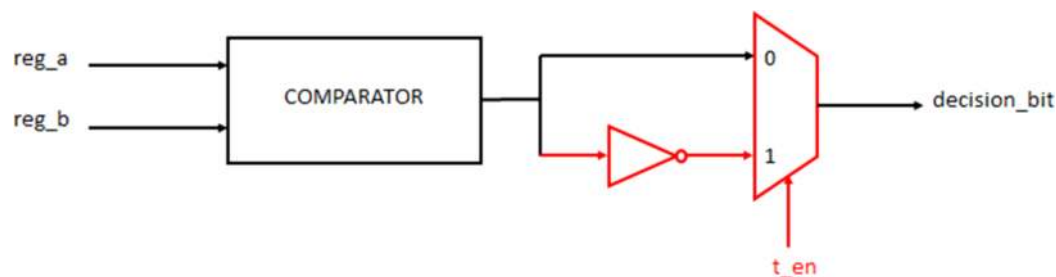 reg_a
reg_b
COMPARATOR
0
1
decision_bit
t_en